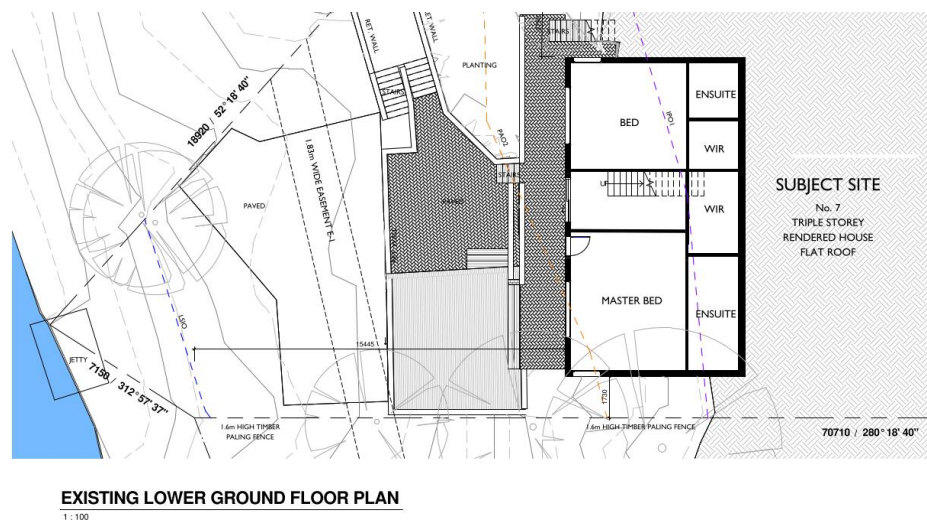 RET. WALL
RET. WALL
STAIRS
PLANTING
18920   52° 18' 40"
STAIRS
ENSUITE
BED
IPO1
PAO2
WIR
1.83m WIDE EASEMENT E-1
STAIRS
UP
SUBJECT SITE
No. 7
TRIPLE STOREY
RENDERED HOUSE
FLAT ROOF
PAVED
PAVED
WIR
MASTER BED
ENSUITE
15445
JETTY
7150 / 312° 57' 37"
1720
1.6m HIGH TIMBER
PALING FENCE
1.6m HIGH TIMBER PALING FENCE
70710 / 280° 18' 40"
EXISTING LOWER GROUND FLOOR PLAN
1 : 100